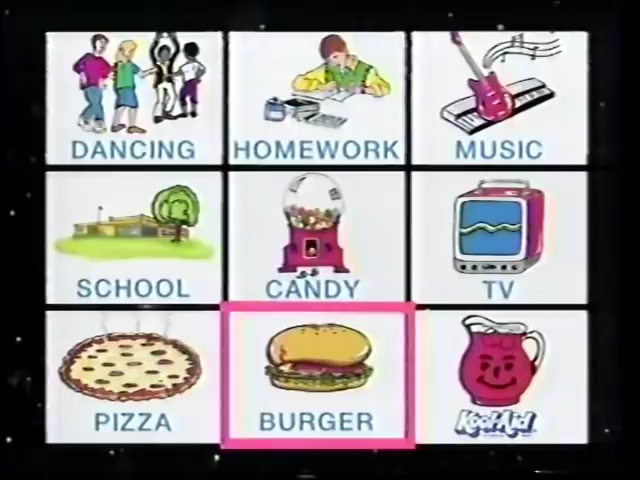 DANCING
HOMEWORK
MUSIC
SCHOOL
CANDY
TV
PIZZA
BURGER
Kool-Aid